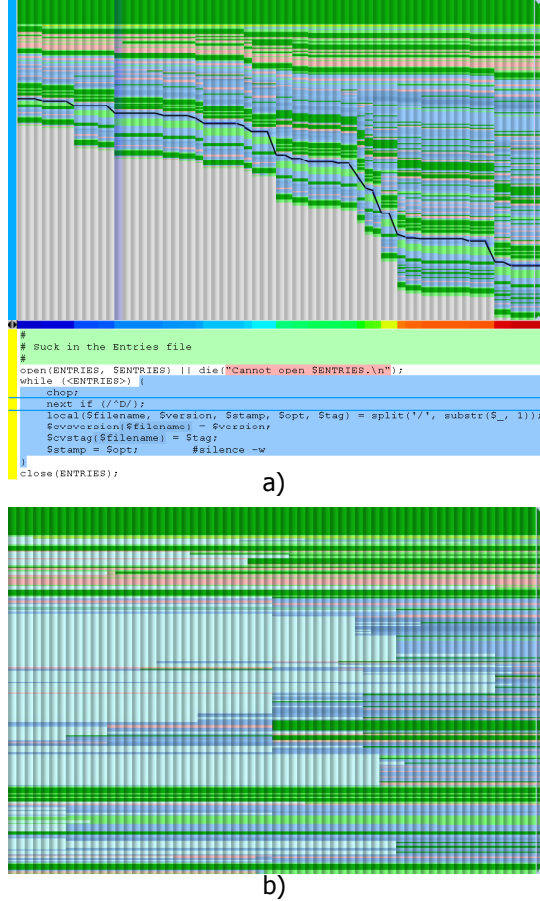 #
# Suck in the Entries file
#
open(ENTRIES, $ENTRIES) || die("Cannot open $ENTRIES.\n");
while (<ENTRIES>) {
chop;
next if (/^D/);
local($filename, $version, $stamp, $opt, $tag) = split('/', substr($_, 1));
$cvsversion{$filename} = $version;
$cvstag{$filename} = $tag;
$stamp = $opt; #silence -w
}
close(ENTRIES);
a)
b)